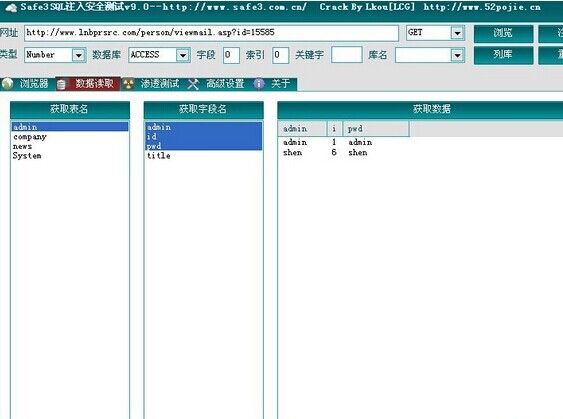 Safe3SQL注入安全测试v9.0--http://www.safe3.com.cn/ Crack By Lkou[LCG] http://www.52pojie.cn
网址 http://www.lnbprsrc.com/person/viewmail.asp?id=15585 GET 浏览
类型 Number 数据库 ACCESS 字段 0 索引 0 关键字 库名 列库
浏览器 数据读取 渗透测试 高级设置 关于
获取表名 获取字段名 获取数据
admin admin admin i pwd
company id admin 1 admin
news pwd shen 6 shen
System title